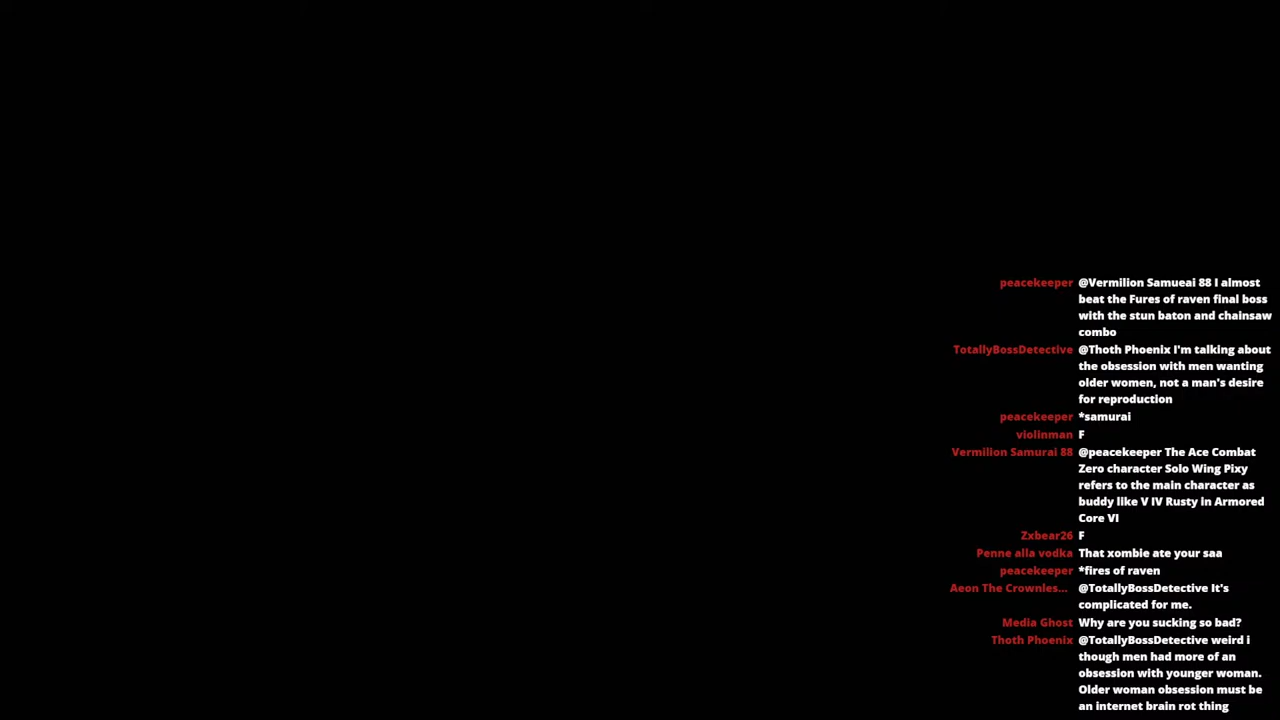 peacekeeper @Vermilion Samueai 88 I almost
beat the Fures of raven final boss
with the stun baton and chainsaw
combo
TotallyBossDetective @Thoth Phoenix I'm talking about
the obsession with men wanting
older women, not a man's desire
for reproduction
peacekeeper *samurai
violinman F
Vermilion Samurai 88 @peacekeeper The Ace Combat
Zero character Solo Wing Pixy
refers to the main character as
buddy like V IV Rusty in Armored
Core VI
Zxbear26 F
Penne alla vodka That xombie ate your saa
peacekeeper *fires of raven
Aeon The Crownles... @TotallyBossDetective It's
complicated for me.
Media Ghost Why are you sucking so bad?
Thoth Phoenix @TotallyBossDetective weird i
though men had more of an
obsession with younger woman.
Older woman obsession must be
an internet brain rot thing